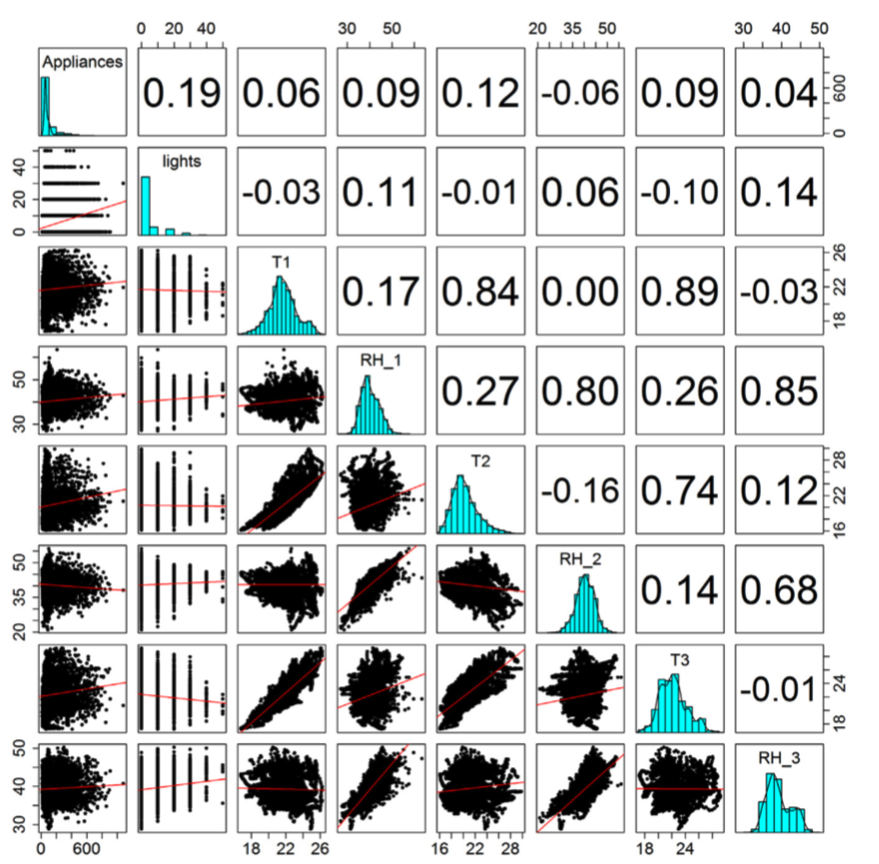 0 20 40 30 50 20 35 50 30 40 50
Appliances 0.19 0.06 0.09 0.12 -0.06 0.09 0.04 0 600
0 20 40 lights -0.03 0.11 -0.01 0.06 -0.10 0.14
T1 0.17 0.84 0.00 0.89 -0.03 18 22 26
30 50 RH_1 0.27 0.80 0.26 0.85
T2 -0.16 0.74 0.12 16 22 28
20 35 50 RH_2 0.14 0.68
T3 -0.01 18 24
30 40 50 RH_3
0 600 18 22 26 16 22 28 18 24